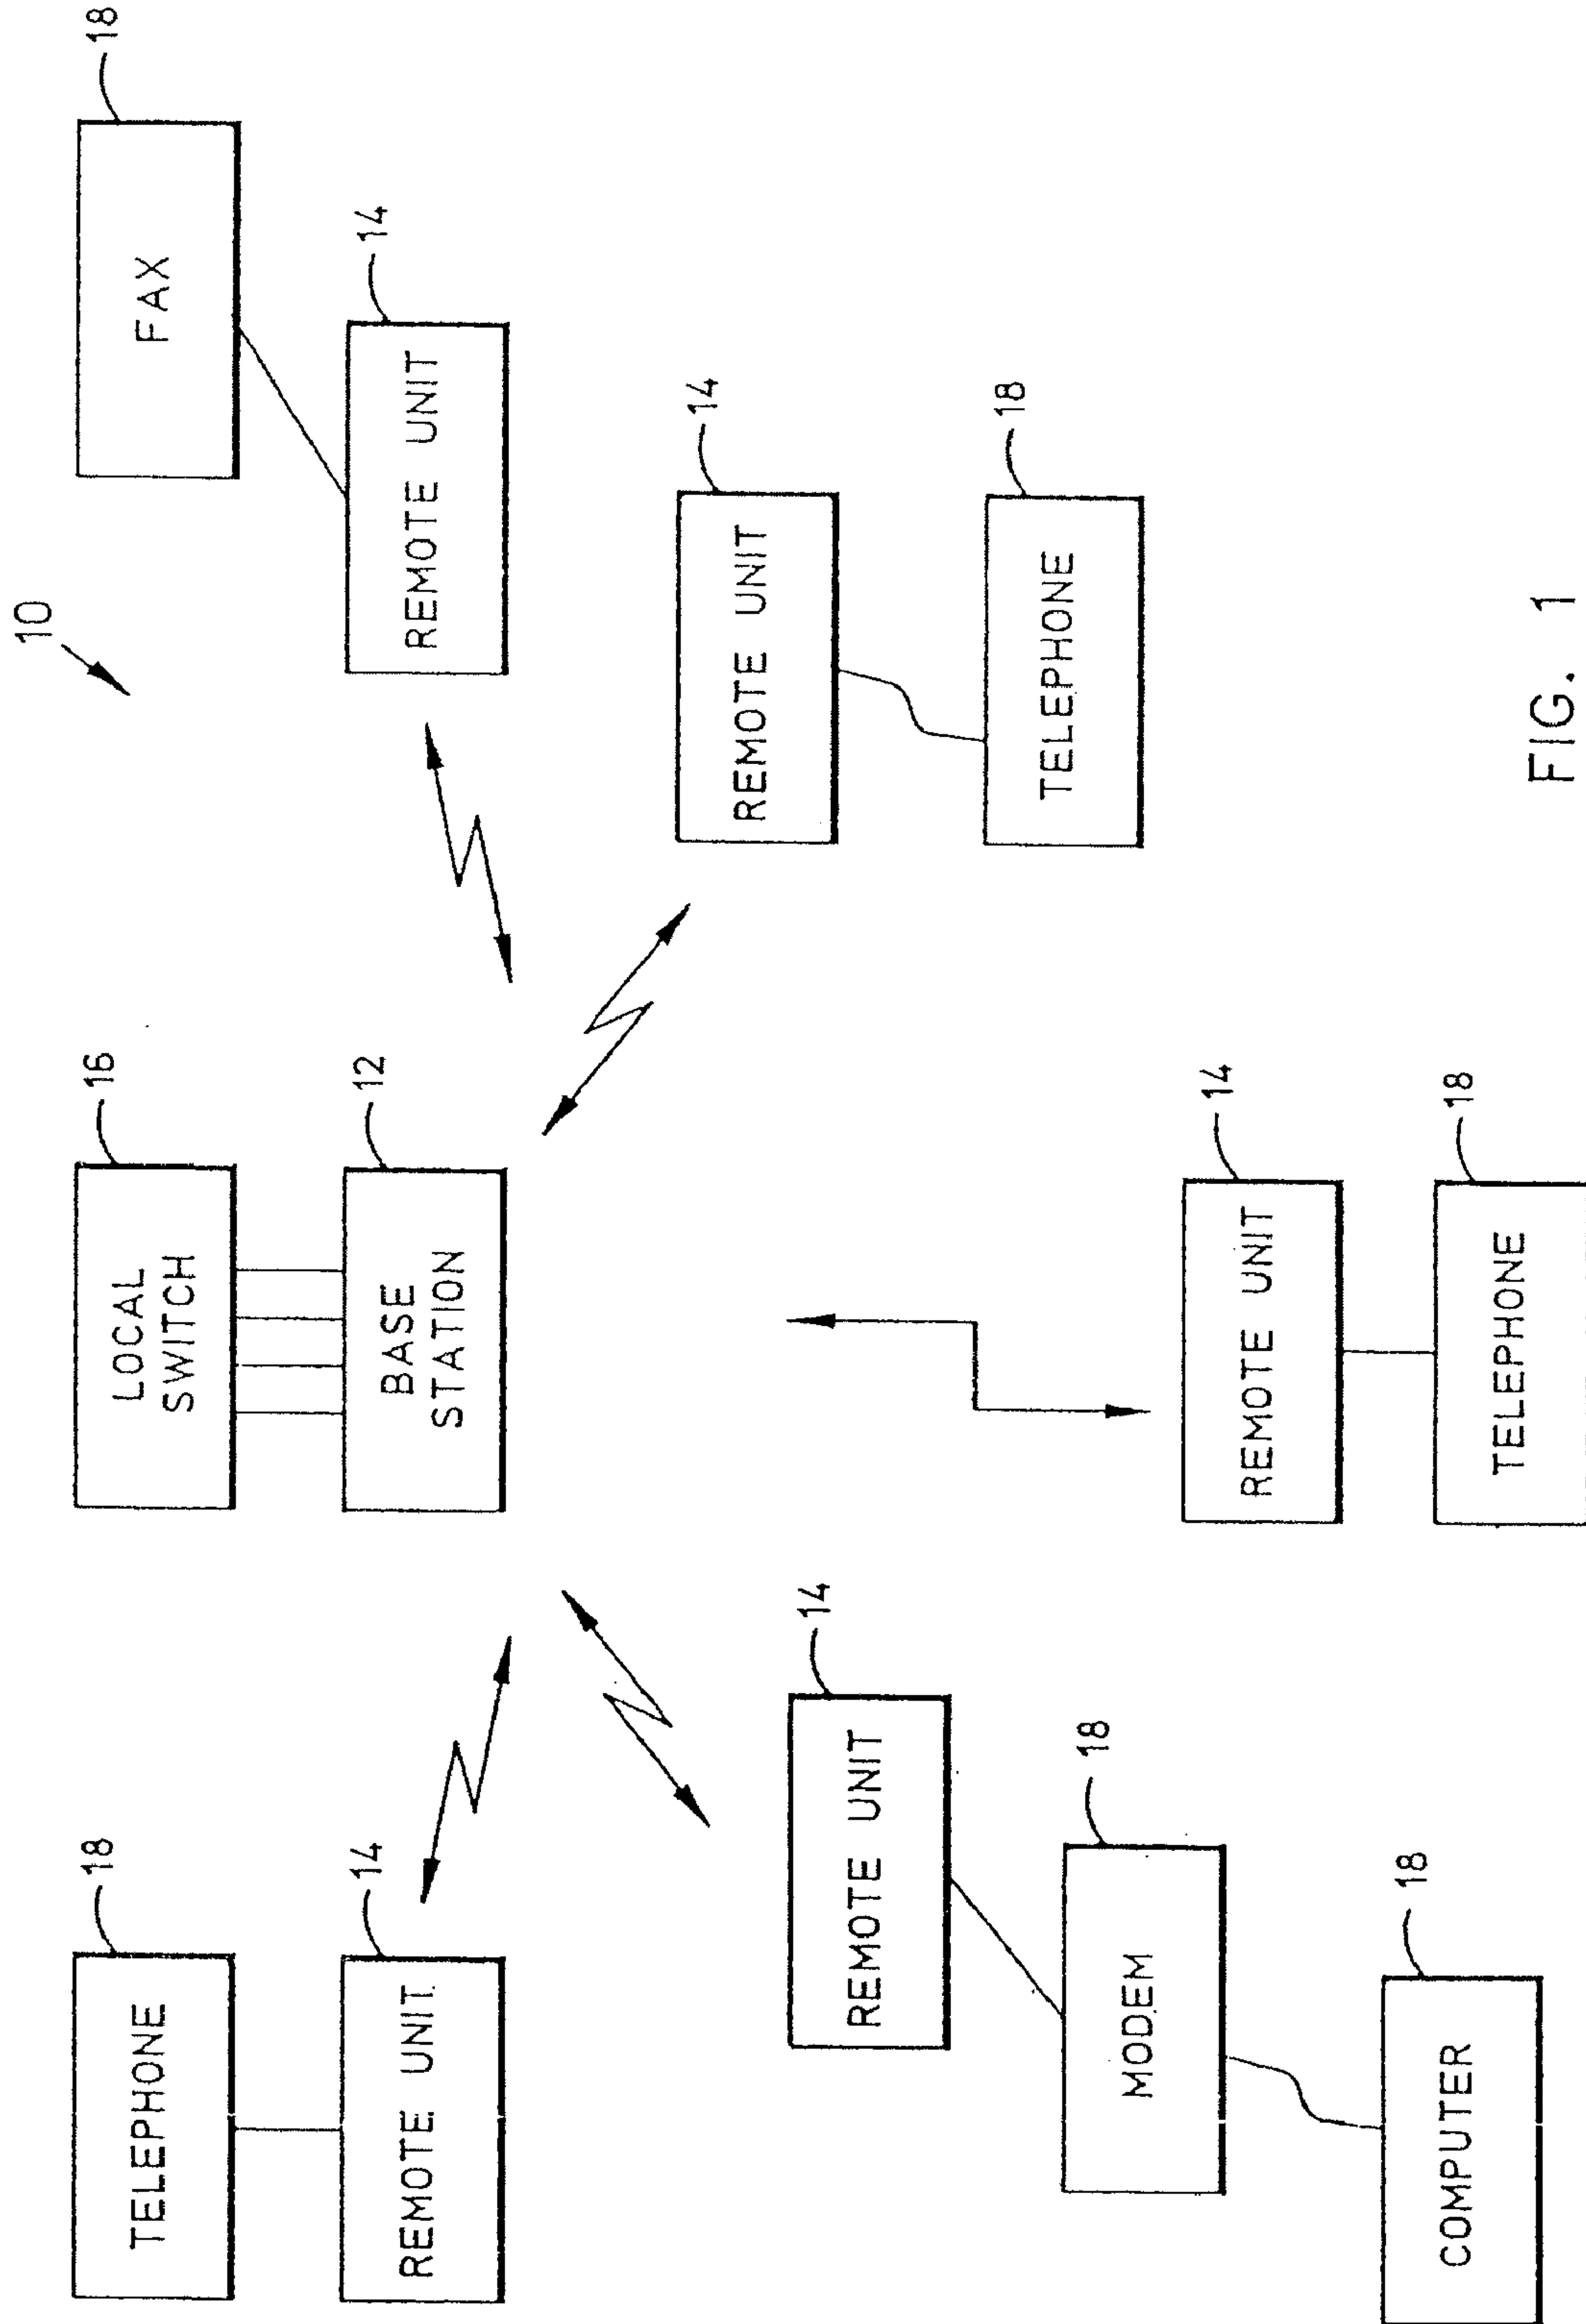 10
TELEPHONE
18
LOCAL
SWITCH
16
FAX
18
REMOTE UNIT
14
BASE
STATION
12
REMOTE UNIT
14
REMOTE UNIT
14
REMOTE UNIT
14
MODEM
18
TELEPHONE
18
REMOTE UNIT
14
COMPUTER
18
TELEPHONE
18
FIG. 1